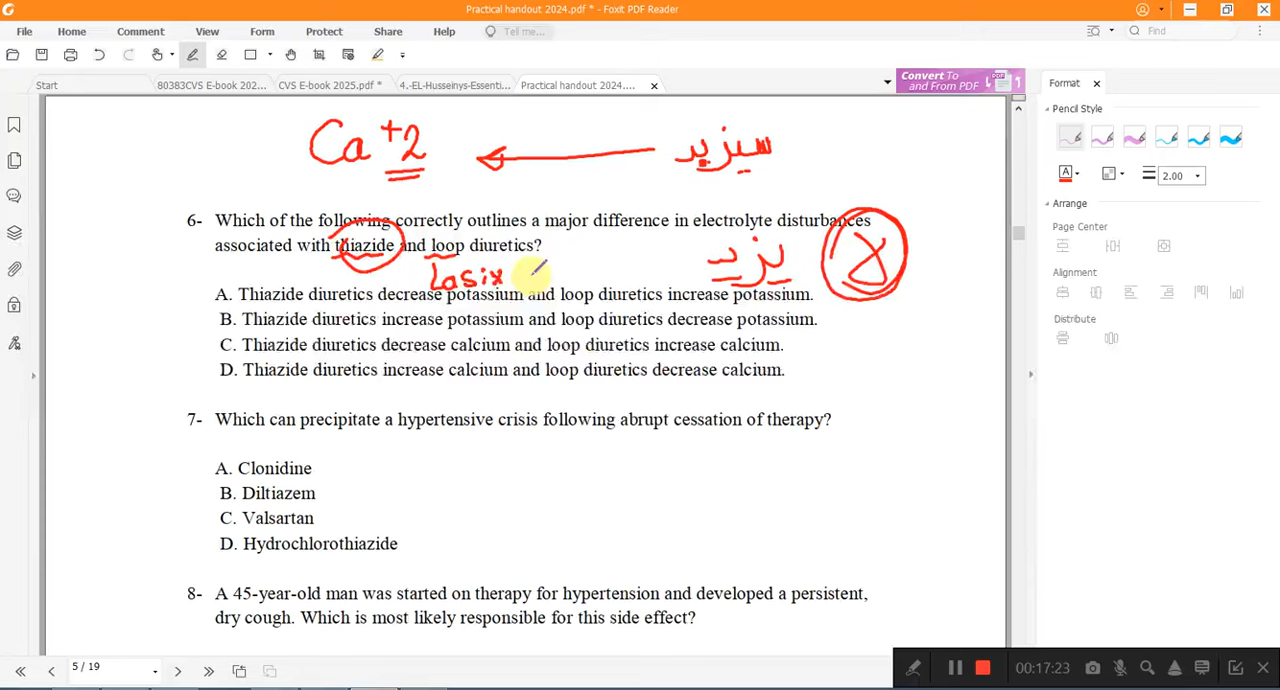 Practical handout 2024.pdf * - Foxit PDF Reader
File Home Comment View Form Protect Share Help Tell me... Find
Start 80383CVS E-book 202... CVS E-book 2025.pdf * 4.-EL-Husseinys-Essenti... Practical handout 2024....
Convert To and From PDF
Format
Pencil Style
2.00
Arrange
Page Center
Alignment
Distribute
Ca +2 سيزيد
6- Which of the following correctly outlines a major difference in electrolyte disturbances
associated with thiazide and loop diuretics?
لا
يزيد
Lasix
A. Thiazide diuretics decrease potassium and loop diuretics increase potassium.
B. Thiazide diuretics increase potassium and loop diuretics decrease potassium.
C. Thiazide diuretics decrease calcium and loop diuretics increase calcium.
D. Thiazide diuretics increase calcium and loop diuretics decrease calcium.
7- Which can precipitate a hypertensive crisis following abrupt cessation of therapy?
A. Clonidine
B. Diltiazem
C. Valsartan
D. Hydrochlorothiazide
8- A 45-year-old man was started on therapy for hypertension and developed a persistent,
dry cough. Which is most likely responsible for this side effect?
5 / 19
00:17:23